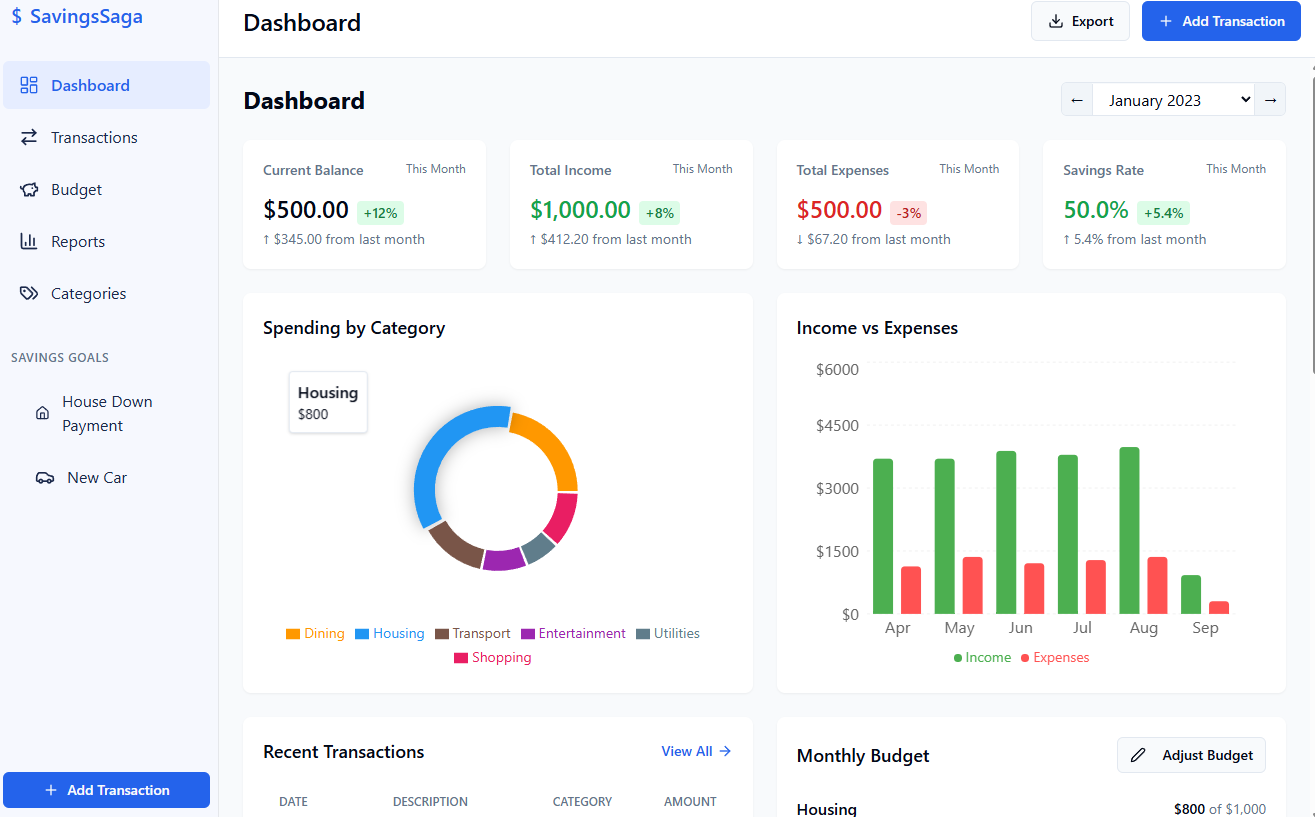 $ SavingsSaga
Dashboard
Export
+ Add Transaction
Dashboard
Transactions
Budget
Reports
Categories
SAVINGS GOALS
House Down
Payment
New Car
+ Add Transaction
Dashboard
← January 2023 →
Current Balance This Month
$500.00 +12%
↑ $345.00 from last month
Total Income This Month
$1,000.00 +8%
↑ $412.20 from last month
Total Expenses This Month
$500.00 -3%
↓ $67.20 from last month
Savings Rate This Month
50.0% +5.4%
↑ 5.4% from last month
Spending by Category
Housing
$800
Dining Housing Transport Entertainment Utilities
Shopping
Income vs Expenses
$6000
$4500
$3000
$1500
$0
Apr May Jun Jul Aug Sep
Income Expenses
Recent Transactions View All →
DATE DESCRIPTION CATEGORY AMOUNT
Monthly Budget Adjust Budget
Housing $800 of $1,000